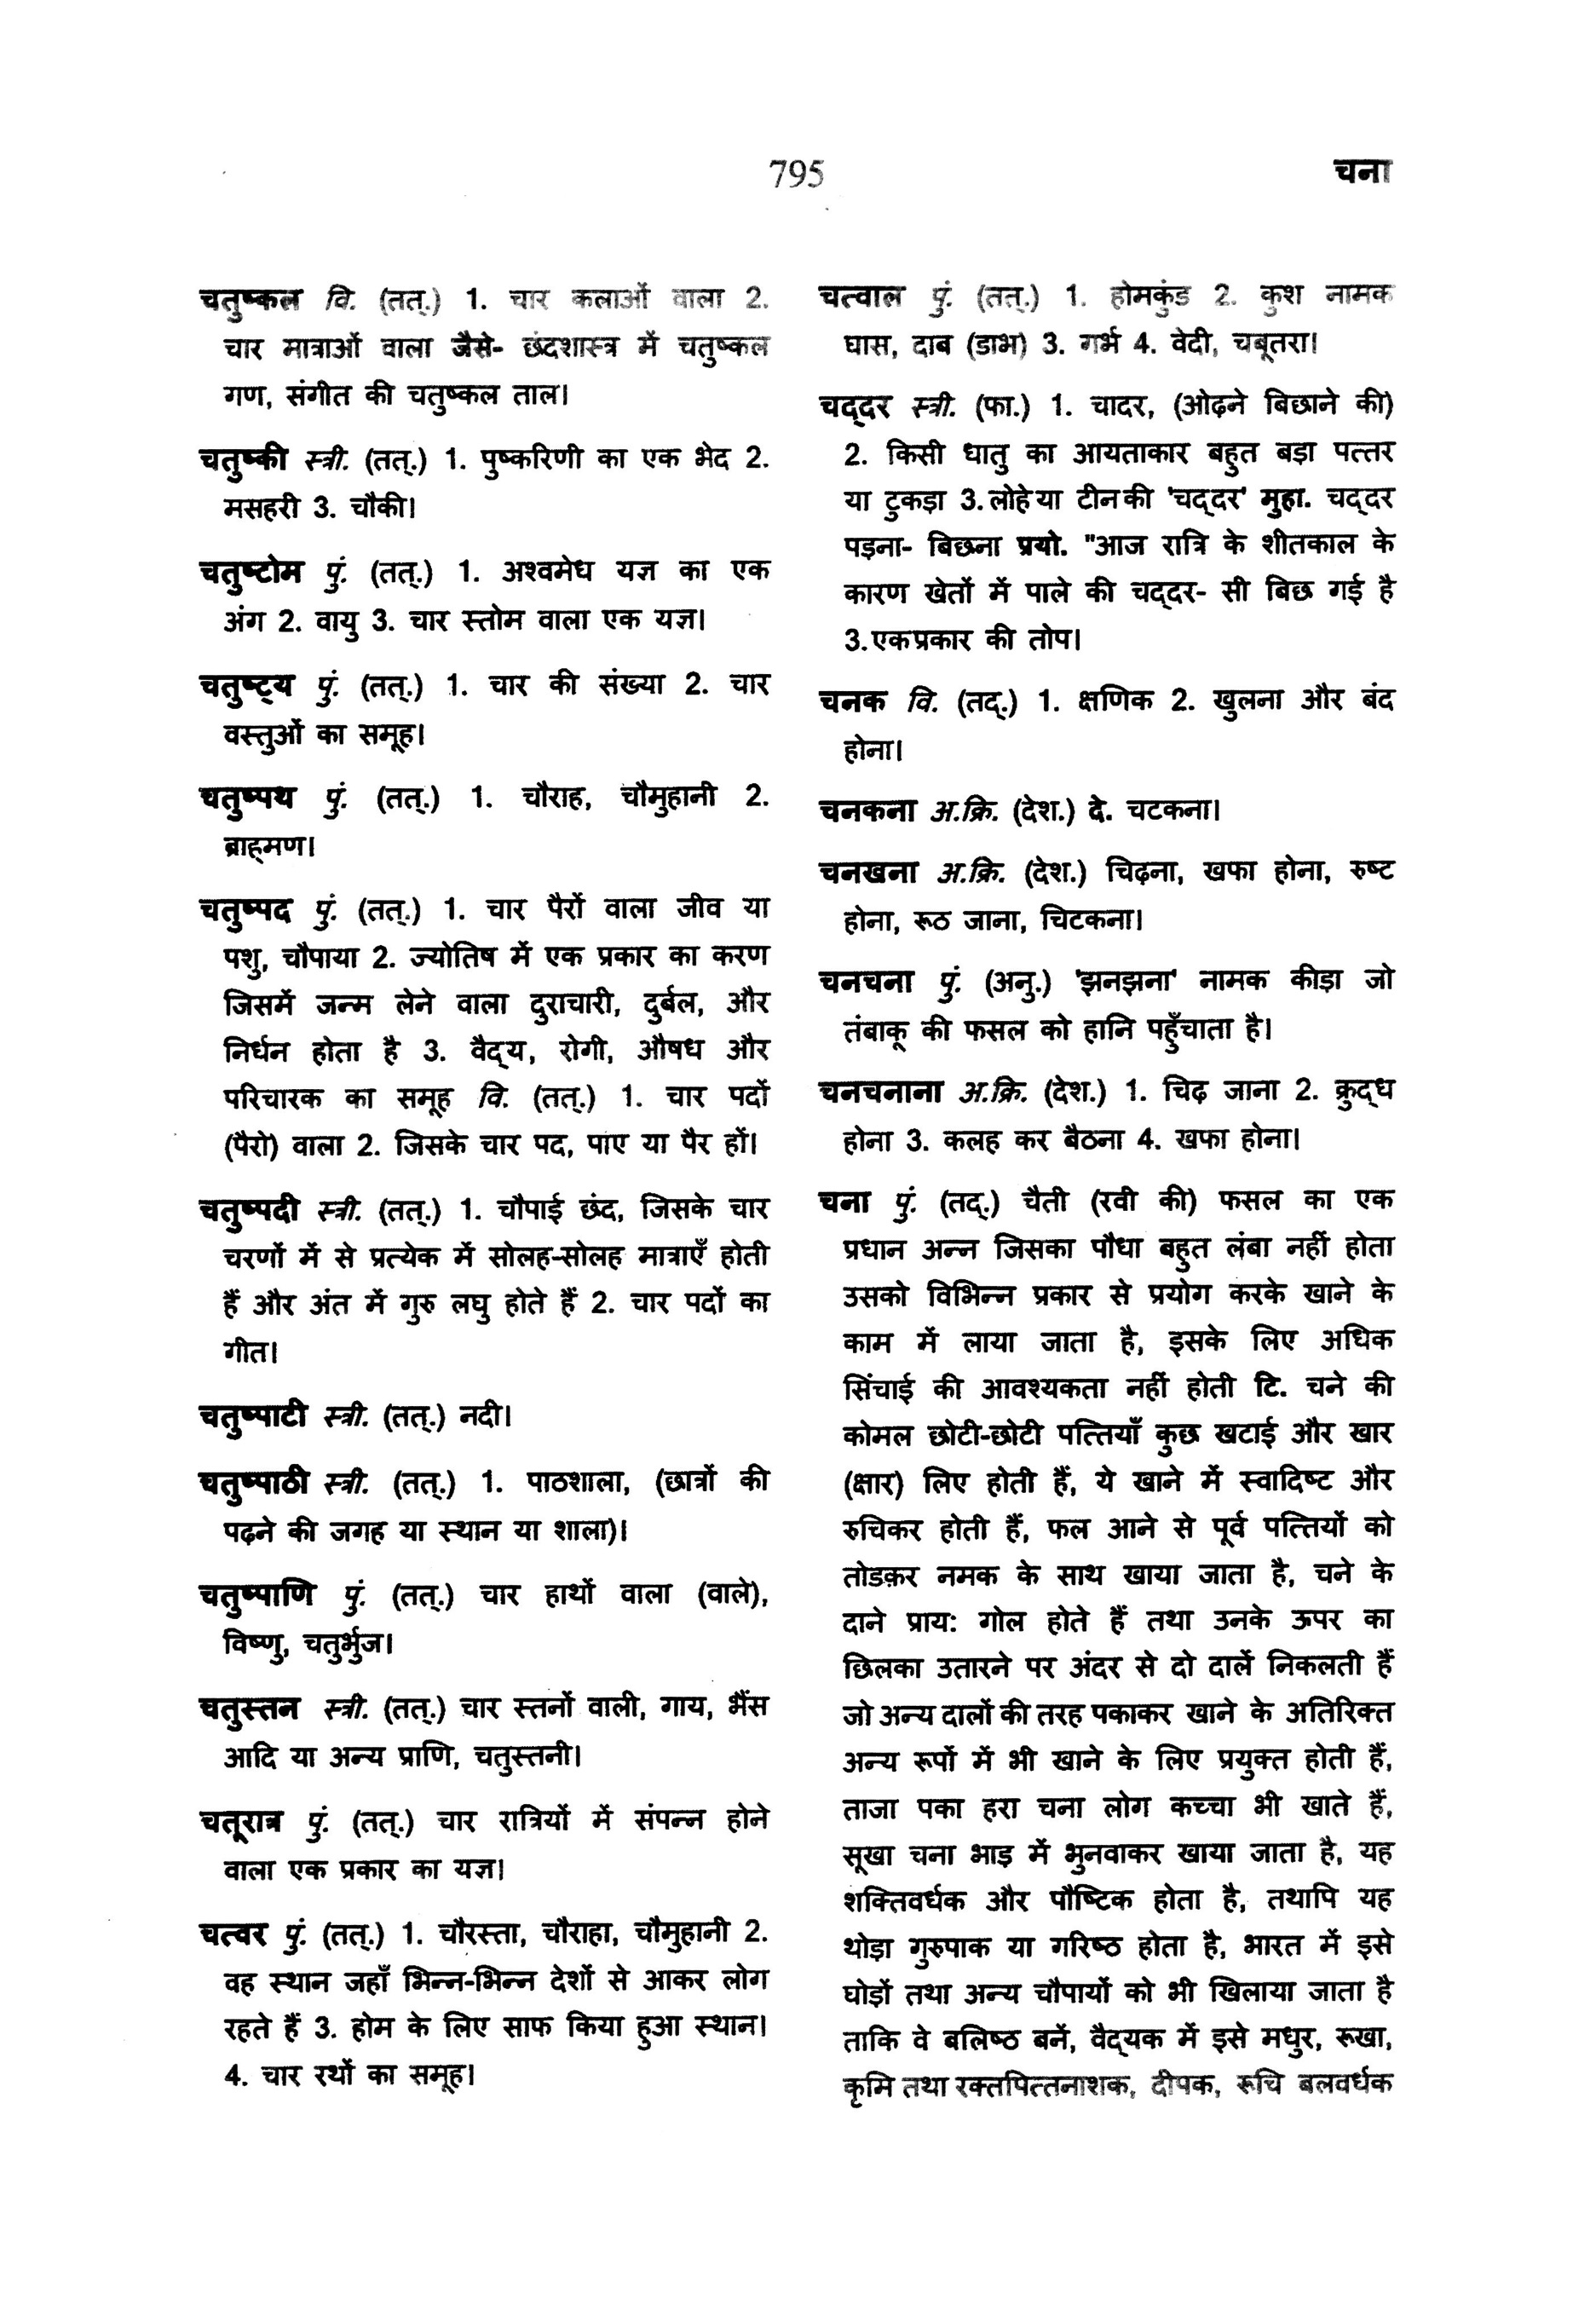 795
चना
चतुष्कल वि. (तत्.) 1. चार कलाओं वाला 2.
चार मात्राओं वाला जैसे- छंदशास्त्र में चतुष्कल
गण, संगीत की चतुष्कल ताल।
चतुष्की स्त्री. (तत्.) 1. पुष्करिणी का एक भेद 2.
मसहरी 3. चौकी।
चतुष्टोम पुं. (तत्.) 1. अश्वमेध यज्ञ का एक
अंग 2. वायु 3. चार स्तोम वाला एक यज्ञ।
चतुष्ट्य पुं. (तत्.) 1. चार की संख्या 2. चार
वस्तुओं का समूह।
चतुष्पथ पुं. (तत्.) 1. चौराह, चौमुहानी 2.
ब्राह्मण।
चतुष्पद पुं. (तत्.) 1. चार पैरों वाला जीव या
पशु, चौपाया 2. ज्योतिष में एक प्रकार का करण
जिसमें जन्म लेने वाला दुराचारी, दुर्बल, और
निर्धन होता है 3. वैद्य, रोगी, औषध और
परिचारक का समूह वि. (तत्.) 1. चार पदों
(पैरो) वाला 2. जिसके चार पद, पाए या पैर हों।
चतुष्पदी स्त्री. (तत्.) 1. चौपाई छंद, जिसके चार
चरणों में से प्रत्येक में सोलह-सोलह मात्राएँ होती
हैं और अंत में गुरु लघु होते हैं 2. चार पदों का
गीत।
चतुष्पाटी स्त्री. (तत्.) नदी।
चतुष्पाठी स्त्री. (तत्.) 1. पाठशाला, (छात्रों की
पढ़ने की जगह या स्थान या शाला)।
चतुष्पाणि पुं. (तत्.) चार हाथों वाला (वाले),
विष्णु, चतुर्भुज।
चतुस्तन स्त्री. (तत्.) चार स्तनों वाली, गाय, भैंस
आदि या अन्य प्राणि, चतुस्तनी।
चतूरात्र पुं. (तत्.) चार रात्रियों में संपन्न होने
वाला एक प्रकार का यज्ञ।
चत्वर पुं. (तत्.) 1. चौरस्ता, चौराहा, चौमुहानी 2.
वह स्थान जहाँ भिन्न-भिन्न देशों से आकर लोग
रहते हैं 3. होम के लिए साफ किया हुआ स्थान।
4. चार रथों का समूह।
चत्वाल पुं. (तत्.) 1. होमकुंड 2. कुश नामक
घास, दाब (डाभ) 3. गर्भ 4. वेदी, चबूतरा।
चद्दर स्त्री. (फा.) 1. चादर, (ओढ़ने बिछाने की)
2. किसी धातु का आयताकार बहुत बड़ा पत्तर
या टुकड़ा 3. लोहे या टीन की 'चद्दर' मुहा. चद्दर
पड़ना- बिछना प्रयो. "आज रात्रि के शीतकाल के
कारण खेतों में पाले की चद्दर- सी बिछ गई है
3. एक प्रकार की तोप।
चनक वि. (तद्.) 1. क्षणिक 2. खुलना और बंद
होना।
चनकना अ.क्रि. (देश.) दे. चटकना।
चनखना अ.क्रि. (देश.) चिढ़ना, खफा होना, रुष्ट
होना, रूठ जाना, चिटकना।
चनचना पुं. (अनु.) 'झनझना' नामक कीड़ा जो
तंबाकू की फसल को हानि पहुँचाता है।
चनचनाना अ.क्रि. (देश.) 1. चिढ़ जाना 2. क्रुद्ध
होना 3. कलह कर बैठना 4. खफा होना।
चना पुं. (तद्.) चैती (रवी की) फसल का एक
प्रधान अन्न जिसका पौधा बहुत लंबा नहीं होता
उसको विभिन्न प्रकार से प्रयोग करके खाने के
काम में लाया जाता है, इसके लिए अधिक
सिंचाई की आवश्यकता नहीं होती टि. चने की
कोमल छोटी-छोटी पत्तियाँ कुछ खटाई और खार
(क्षार) लिए होती हैं, ये खाने में स्वादिष्ट और
रुचिकर होती हैं, फल आने से पूर्व पत्तियों को
तोडक़र नमक के साथ खाया जाता है, चने के
दाने प्राय: गोल होते हैं तथा उनके ऊपर का
छिलका उतारने पर अंदर से दो दालें निकलती हैं
जो अन्य दालों की तरह पकाकर खाने के अतिरिक्त
अन्य रूपों में भी खाने के लिए प्रयुक्त होती हैं,
ताजा पका हरा चना लोग कच्चा भी खाते हैं,
सूखा चना भाड़ में भुनवाकर खाया जाता है, यह
शक्तिवर्धक और पौष्टिक होता है, तथापि यह
थोड़ा गुरुपाक या गरिष्ठ होता है, भारत में इसे
घोड़ों तथा अन्य चौपायों को भी खिलाया जाता है
ताकि वे बलिष्ठ बनें, वैद्यक में इसे मधुर, रूखा,
कृमि तथा रक्तपित्तनाशक, दीपक, रूचि बलवर्धक